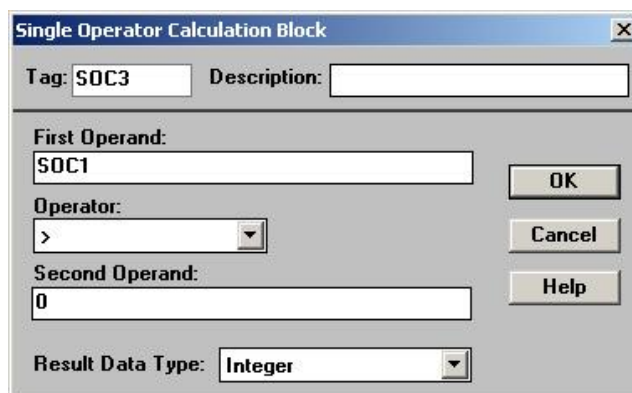 Single Operator Calculation Block
Tag: SOC3 Description:
First Operand:
SOC1
OK
Operator:
>
Cancel
Second Operand:
0
Help
Result Data Type: Integer